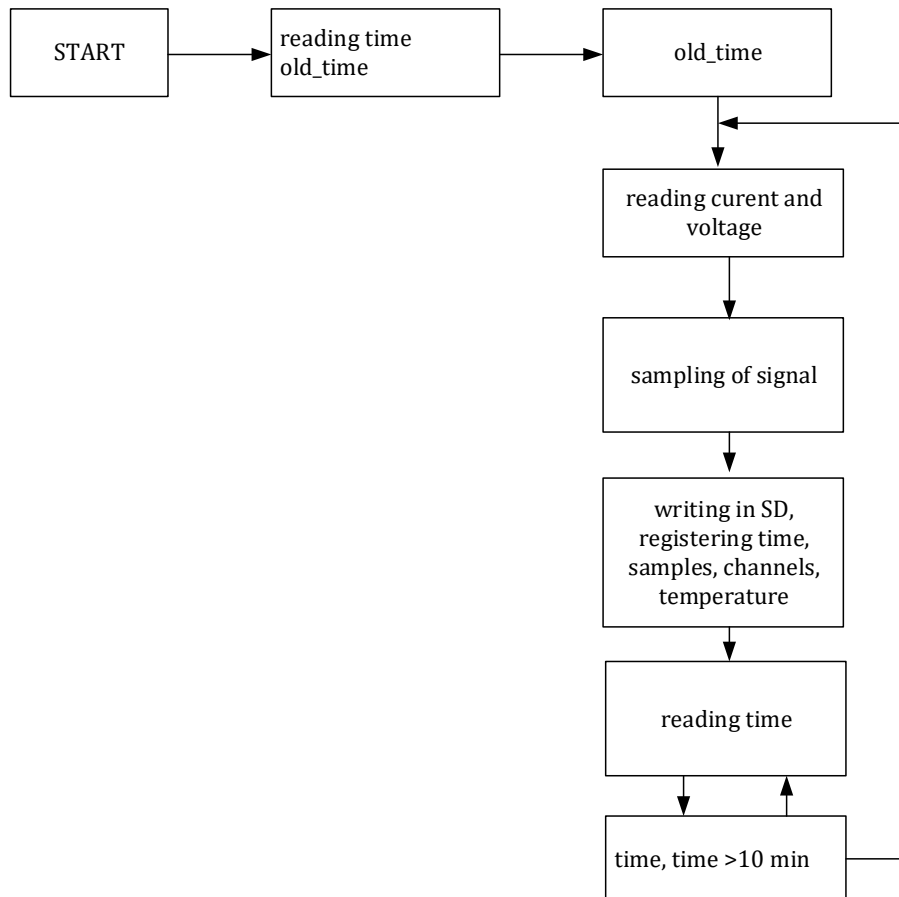 START
reading time
old_time
old_time
reading curent and
voltage
sampling of signal
writing in SD,
registering time,
samples, channels,
temperature
reading time
time, time >10 min